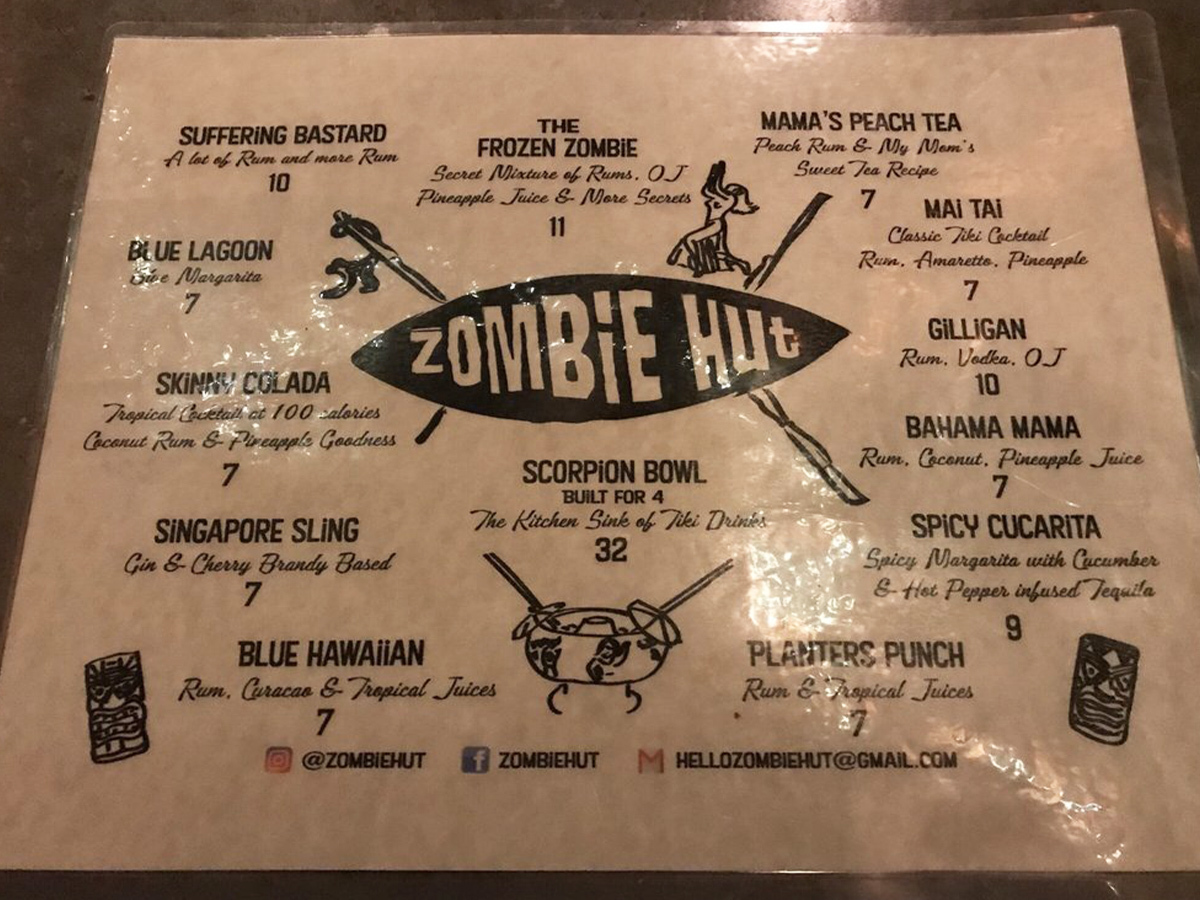 SUFFERiNG BASTARD
A lot of Rum and more Rum
10
THE
FROZEN ZOMBiE
Secret Mixture of Rums, OJ
Pineapple Juice & More Secrets
11
MAMA'S PEACH TEA
Peach Rum & My Mom's
Sweet Tea Recipe
7
BLUE LAGOON
Blue Margarita
7
MAi TAi
Classic Tiki Cocktail
Rum, Amaretto, Pineapple
7
ZOMBiE HUt
GiLLiGAN
Rum, Vodka, OJ
10
SKiNNY COLADA
Tropical Cocktail at 100 calories
Coconut Rum & Pineapple Goodness
7
BAHAMA MAMA
Rum, Coconut, Pineapple Juice
7
SCORPiON BOWL
BUILT FOR 4
The Kitchen Sink of Tiki Drinks
32
SiNGAPORE SLiNG
Gin & Cherry Brandy Based
7
SPiCY CUCARiTA
Spicy Margarita with Cucumber
& Hot Pepper infused Tequila
9
BLUE HAWAiiAN
Rum, Curacao & Tropical Juices
7
PLANTERS PUNCH
Rum & Tropical Juices
7
@ZOMBiEHUT f ZOMBiEHUT M HELLOZOMBiEHUT@GMAiL.COM